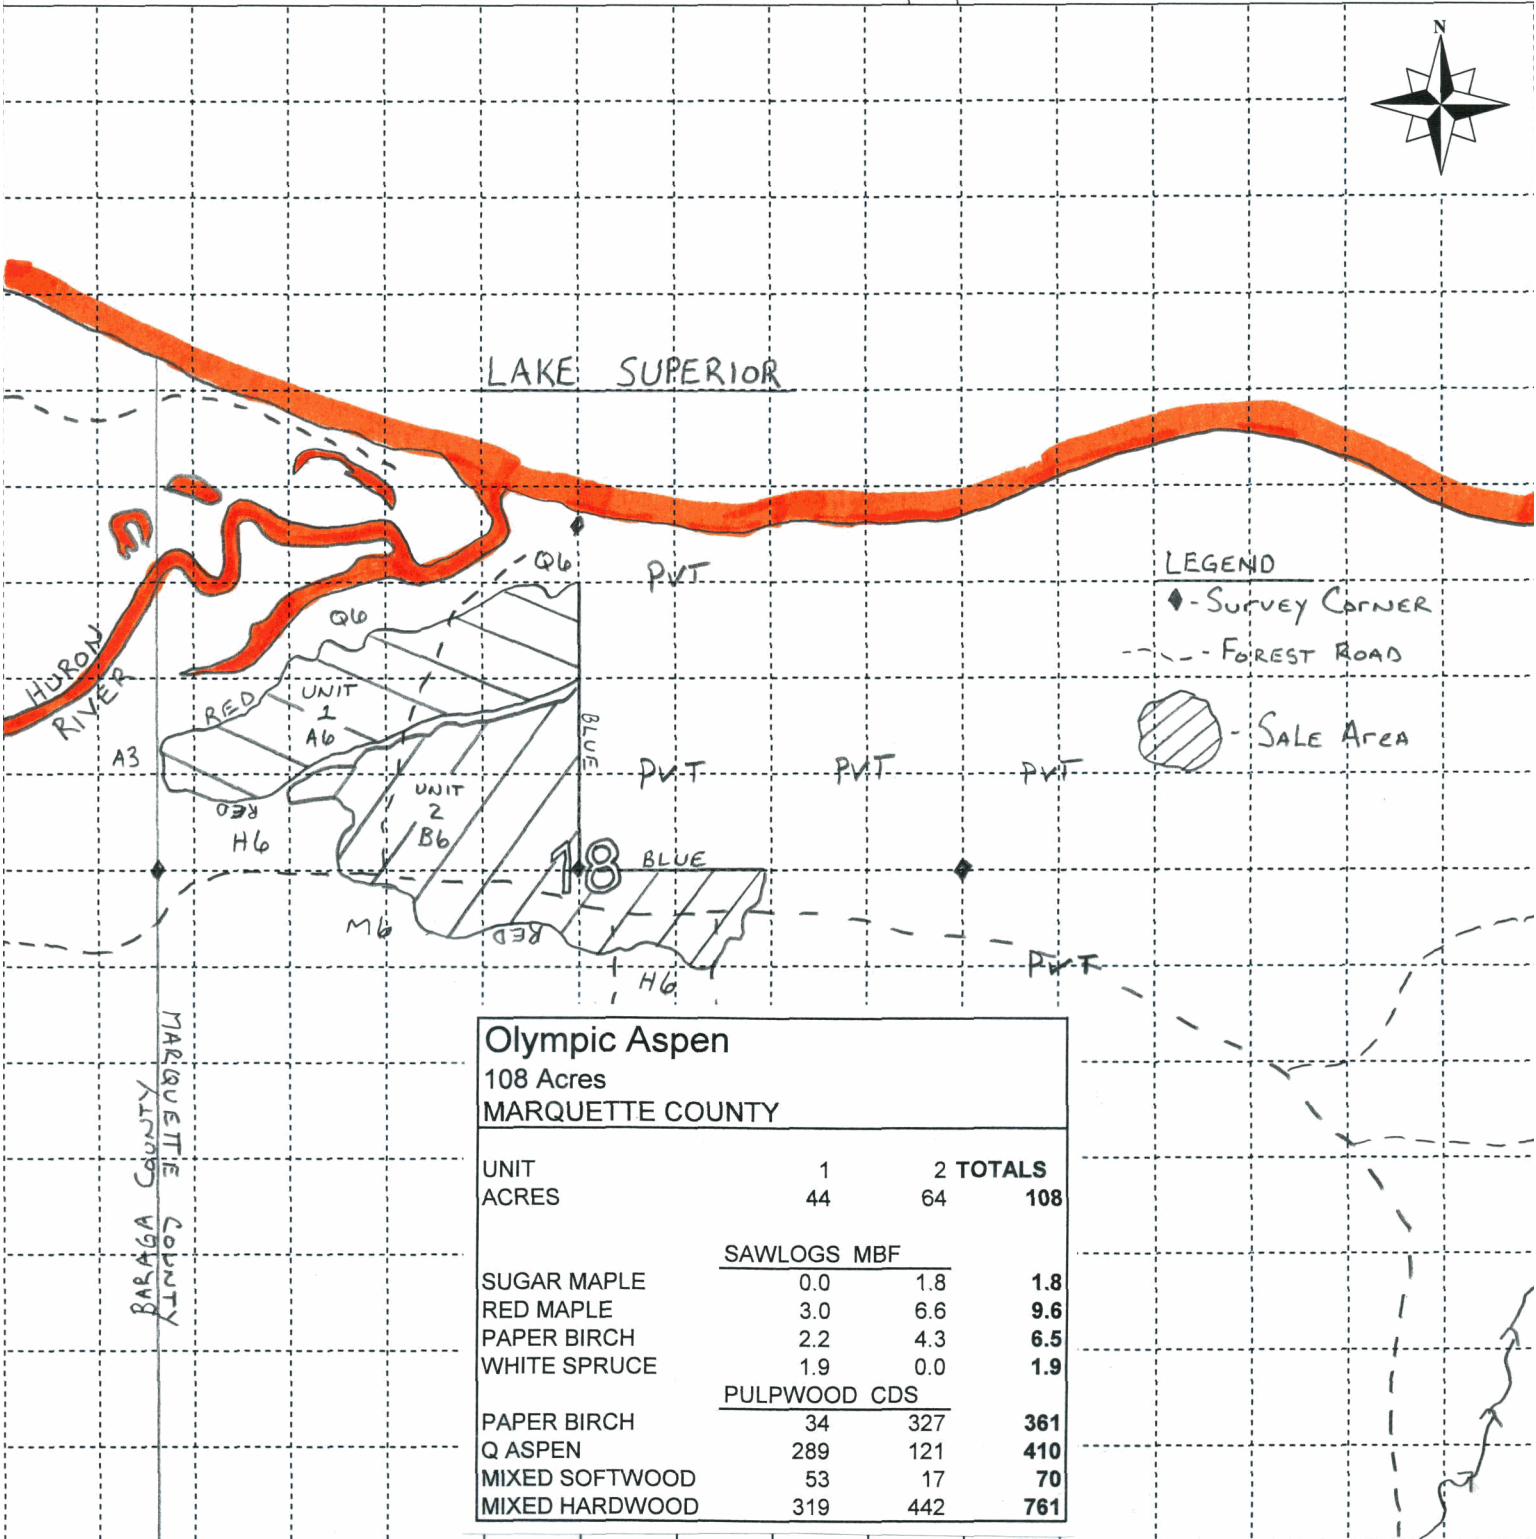 N
LAKE SUPERIOR
Q6
PVT
LEGEND
- SURVEY CORNER
- FOREST ROAD
- SALE AREA
Q6
HURON
RIVER
RED
UNIT
1
A6
A3
BLUE
PVT
PVT
PVT
UNIT
2
B6
RED
H6
18
BLUE
M6
RED
H6
PVT
MARQUETTE COUNTY
BARAGA COUNTY
Olympic Aspen
108 Acres
MARQUETTE COUNTY
UNIT 1 2 TOTALS
ACRES 44 64 108
SAWLOGS MBF
SUGAR MAPLE 0.0 1.8 1.8
RED MAPLE 3.0 6.6 9.6
PAPER BIRCH 2.2 4.3 6.5
WHITE SPRUCE 1.9 0.0 1.9
PULPWOOD CDS
PAPER BIRCH 34 327 361
Q ASPEN 289 121 410
MIXED SOFTWOOD 53 17 70
MIXED HARDWOOD 319 442 761